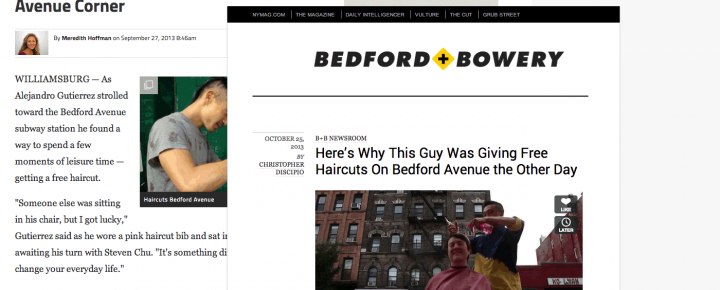 Avenue Corner
By Meredith Hoffman on September 27, 2013 8:46am
WILLIAMSBURG — As
Alejandro Gutierrez strolled
toward the Bedford Avenue
subway station he found a
way to spend a few
moments of leisure time —
getting a free haircut.
Haircuts Bedford Avenue
"Someone else was sitting
in his chair, but I got lucky,"
Gutierrez said as he wore a pink haircut bib and sat in
awaiting his turn with Steven Chu. "It's something di
change your everyday life."
NYMAG.COM
THE MAGAZINE
DAILY INTELLIGENCER
VULTURE
THE CUT
GRUB STREET
BEDFORD + BOWERY
OCTOBER 25,
2013
BY
CHRISTOPHER
DISCIPIO
B+B NEWSROOM
Here's Why This Guy Was Giving Free
Haircuts On Bedford Avenue the Other Day
LIKE
LATER